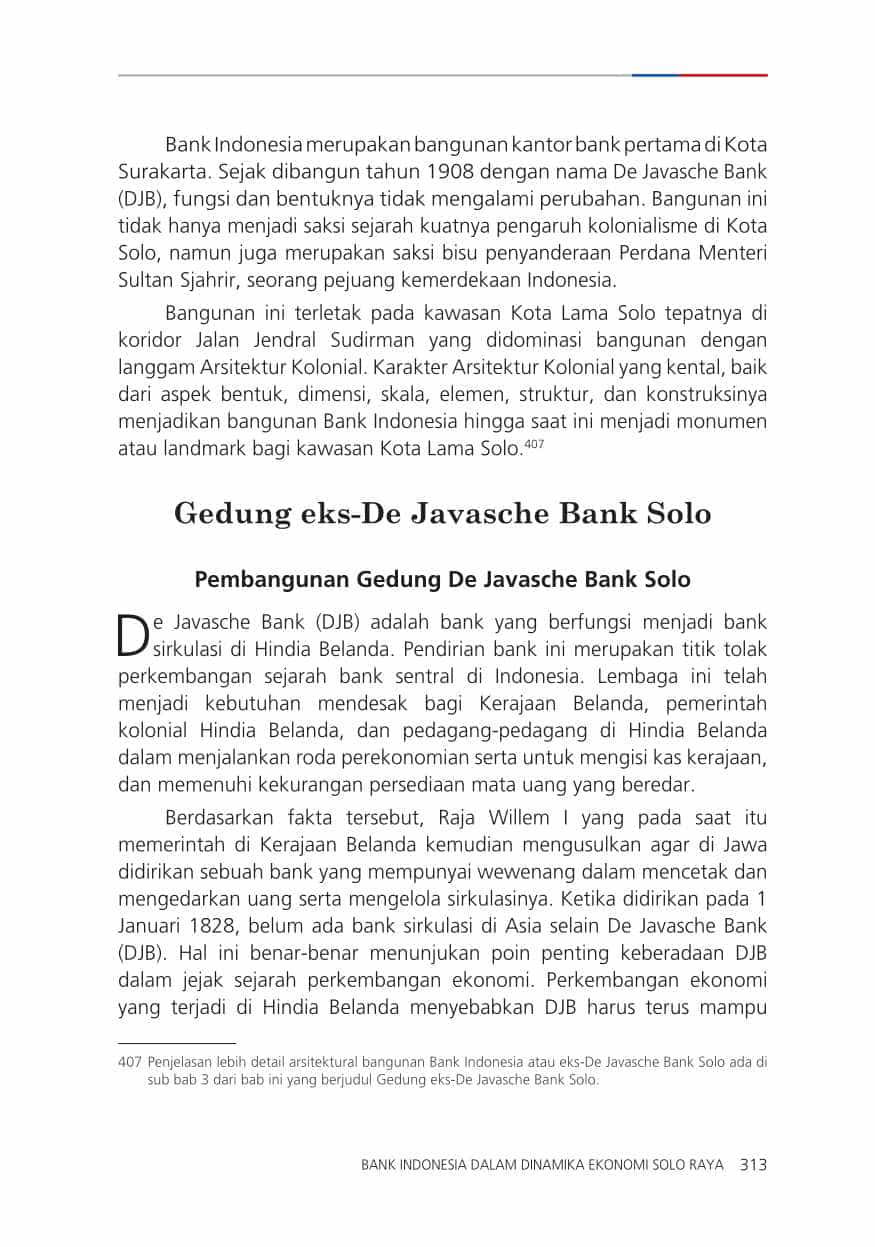 Bank Indonesia merupakan bangunan kantor bank pertama di Kota
Surakarta. Sejak dibangun tahun 1908 dengan nama De Javasche Bank
(DJB), fungsi dan bentuknya tidak mengalami perubahan. Bangunan ini
tidak hanya menjadi saksi sejarah kuatnya pengaruh kolonialisme di Kota
Solo, namun juga merupakan saksi bisu penyanderaan Perdana Menteri
Sultan Sjahrir, seorang pejuang kemerdekaan Indonesia.
Bangunan ini terletak pada kawasan Kota Lama Solo tepatnya di
koridor Jalan Jendral Sudirman yang didominasi bangunan dengan
langgam Arsitektur Kolonial. Karakter Arsitektur Kolonial yang kental, baik
dari aspek bentuk, dimensi, skala, elemen, struktur, dan konstruksinya
menjadikan bangunan Bank Indonesia hingga saat ini menjadi monumen
atau landmark bagi kawasan Kota Lama Solo.407
Gedung eks-De Javasche Bank Solo
Pembangunan Gedung De Javasche Bank Solo
De Javasche Bank (DJB) adalah bank yang berfungsi menjadi bank
sirkulasi di Hindia Belanda. Pendirian bank ini merupakan titik tolak
perkembangan sejarah bank sentral di Indonesia. Lembaga ini telah
menjadi kebutuhan mendesak bagi Kerajaan Belanda, pemerintah
kolonial Hindia Belanda, dan pedagang-pedagang di Hindia Belanda
dalam menjalankan roda perekonomian serta untuk mengisi kas kerajaan,
dan memenuhi kekurangan persediaan mata uang yang beredar.
Berdasarkan fakta tersebut, Raja Willem I yang pada saat itu
memerintah di Kerajaan Belanda kemudian mengusulkan agar di Jawa
didirikan sebuah bank yang mempunyai wewenang dalam mencetak dan
mengedarkan uang serta mengelola sirkulasinya. Ketika didirikan pada 1
Januari 1828, belum ada bank sirkulasi di Asia selain De Javasche Bank
(DJB). Hal ini benar-benar menunjukan poin penting keberadaan DJB
dalam jejak sejarah perkembangan ekonomi. Perkembangan ekonomi
yang terjadi di Hindia Belanda menyebabkan DJB harus terus mampu
407 Penjelasan lebih detail arsitektural bangunan Bank Indonesia atau eks-De Javasche Bank Solo ada di
sub bab 3 dari bab ini yang berjudul Gedung eks-De Javasche Bank Solo.
BANK INDONESIA DALAM DINAMIKA EKONOMI SOLO RAYA 313